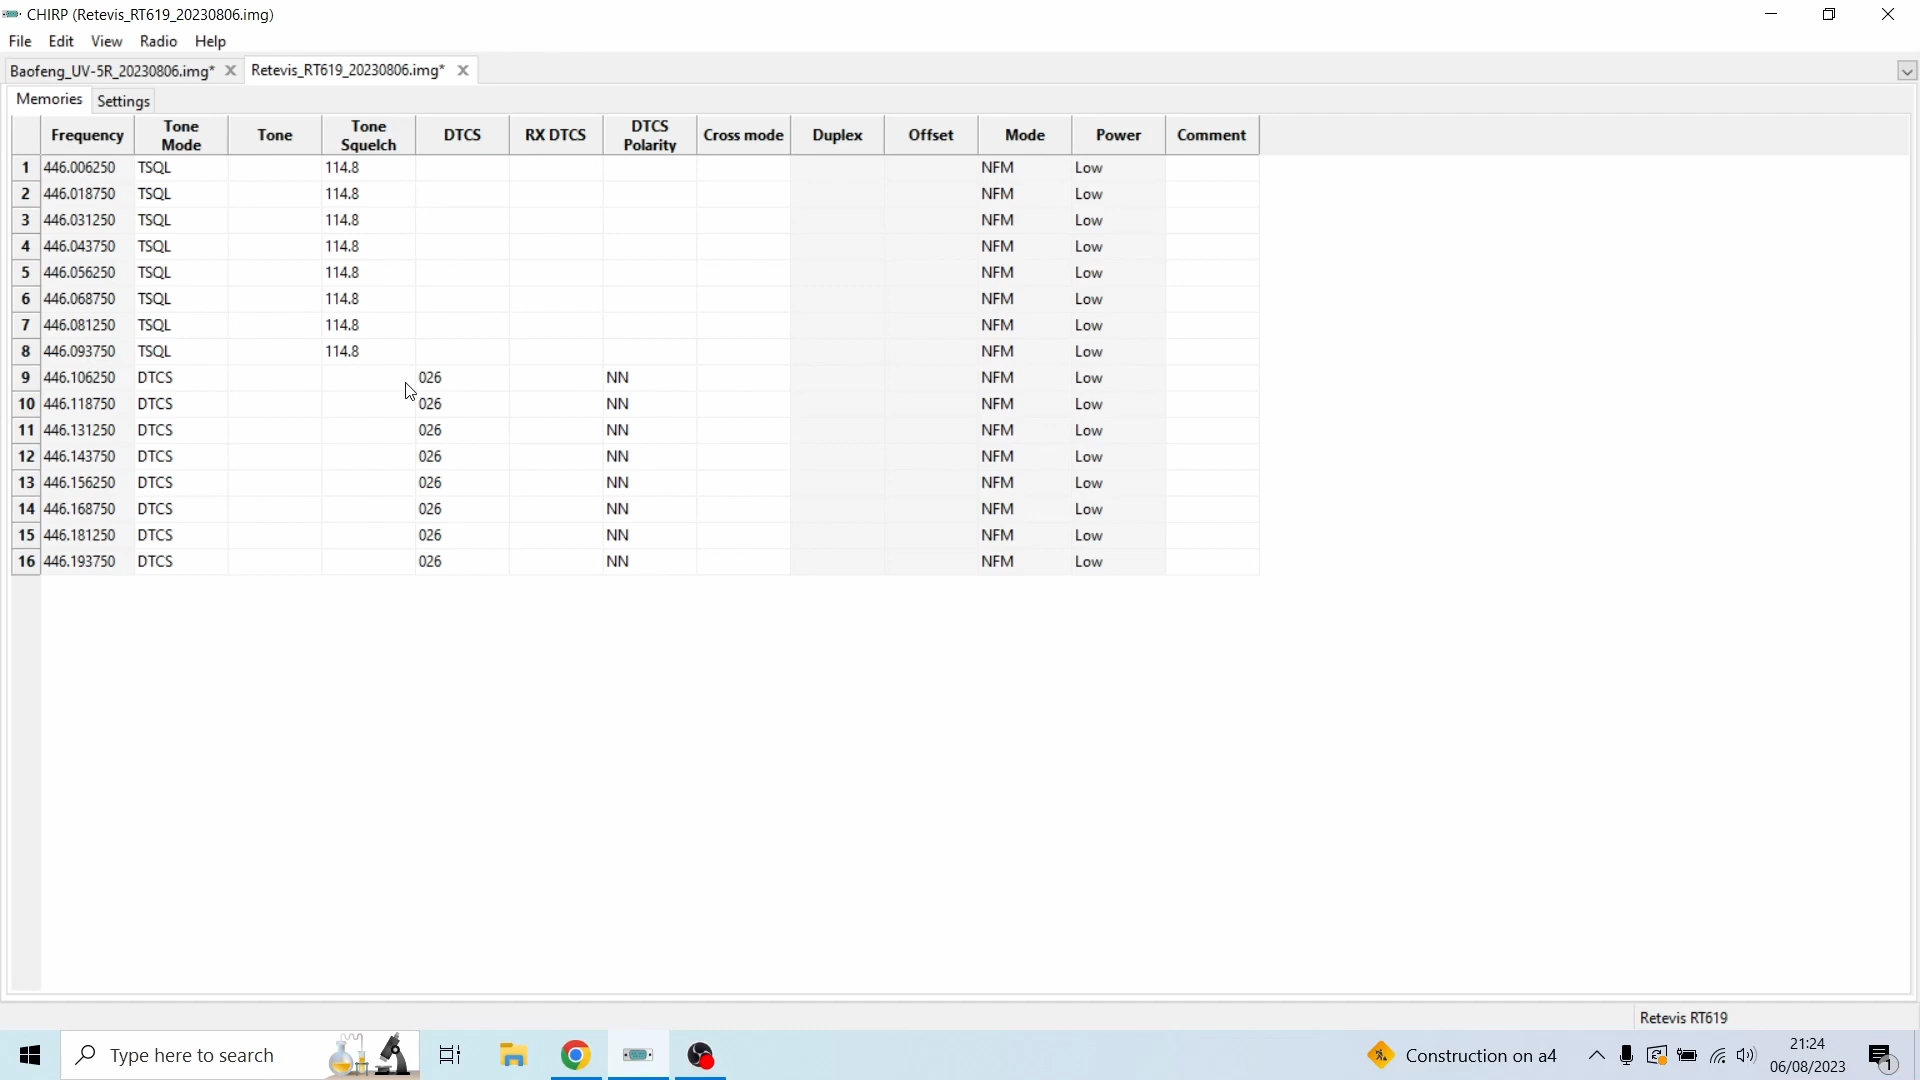 CHIRP (Retevis_RT619_20230806.img)
File Edit View Radio Help
Baofeng_UV-5R_20230806.img* Retevis_RT619_20230806.img*
Memories Settings
Frequency Tone Mode Tone Tone Squelch DTCS RX DTCS DTCS Polarity Cross mode Duplex Offset Mode Power Comment
1 446.006250 TSQL 114.8 NFM Low
2 446.018750 TSQL 114.8 NFM Low
3 446.031250 TSQL 114.8 NFM Low
4 446.043750 TSQL 114.8 NFM Low
5 446.056250 TSQL 114.8 NFM Low
6 446.068750 TSQL 114.8 NFM Low
7 446.081250 TSQL 114.8 NFM Low
8 446.093750 TSQL 114.8 NFM Low
9 446.106250 DTCS 026 NN NFM Low
10 446.118750 DTCS 026 NN NFM Low
11 446.131250 DTCS 026 NN NFM Low
12 446.143750 DTCS 026 NN NFM Low
13 446.156250 DTCS 026 NN NFM Low
14 446.168750 DTCS 026 NN NFM Low
15 446.181250 DTCS 026 NN NFM Low
16 446.193750 DTCS 026 NN NFM Low
Retevis RT619
Type here to search
Construction on a4
21:24
06/08/2023
1